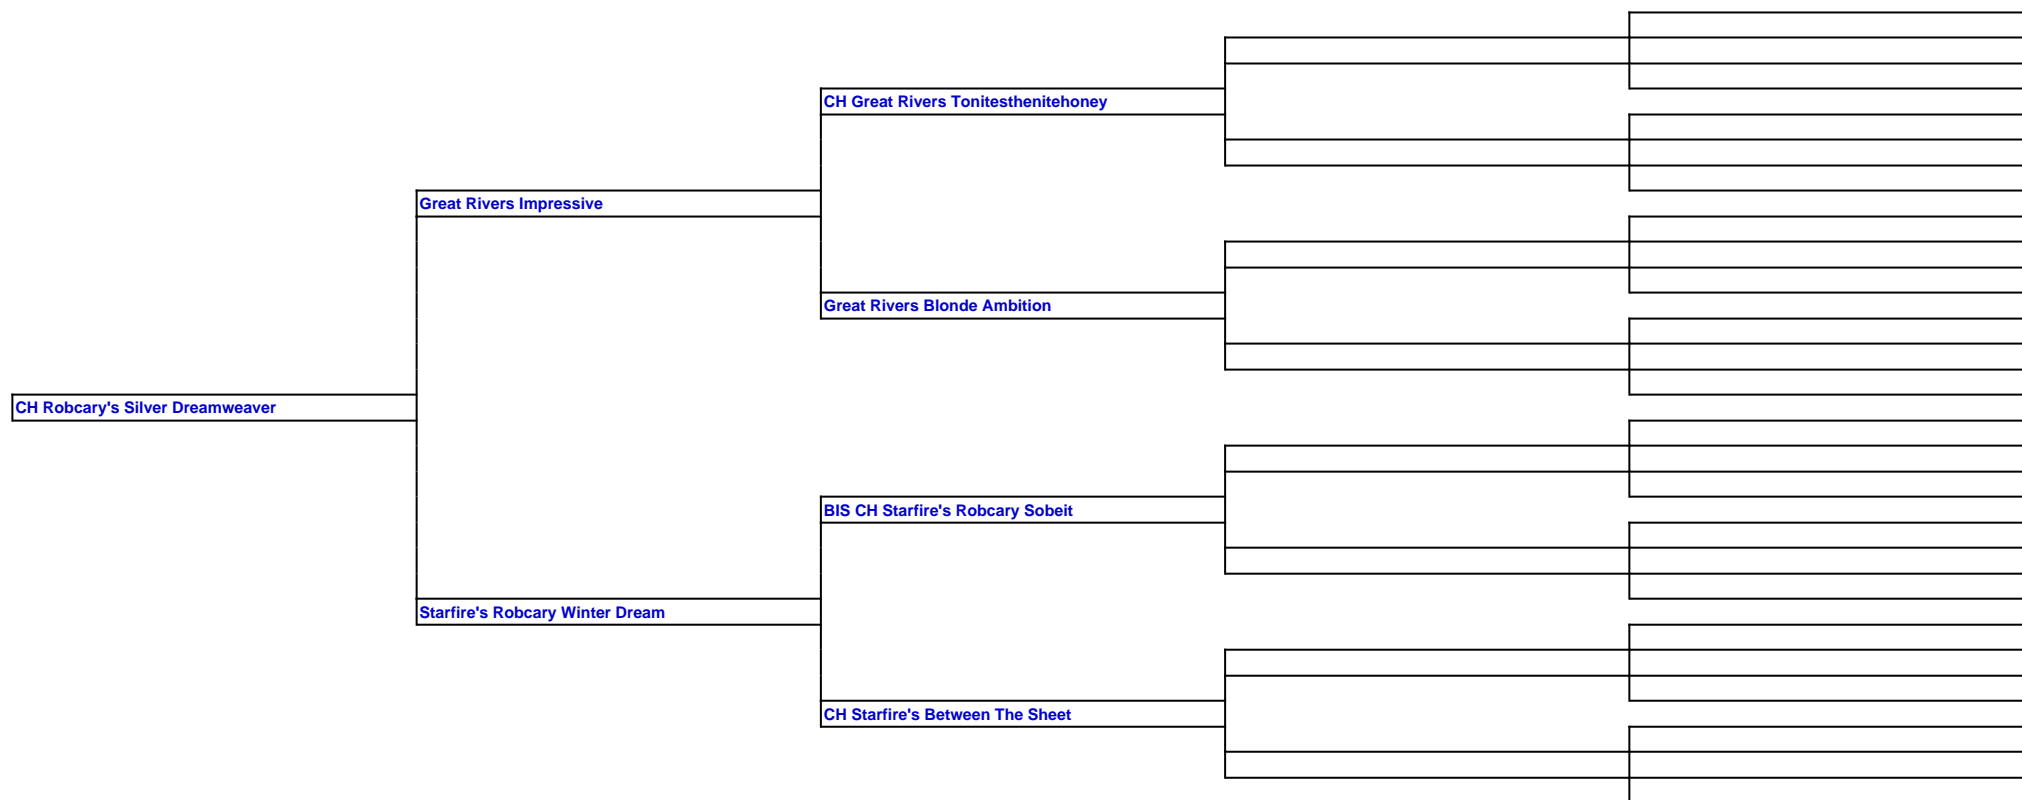 CH Great Rivers Tonitesthenitehoney
Great Rivers Impressive
Great Rivers Blonde Ambition
CH Robcary's Silver Dreamweaver
BIS CH Starfire's Robcary Sobeit
Starfire's Robcary Winter Dream
CH Starfire's Between The Sheet